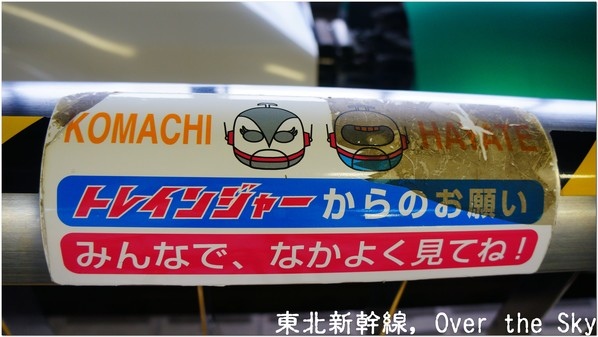 KOMACHI HAYATE
トレインジャーからのお願い
みんなで、なかよく見てね！
東北新幹線, Over the Sky